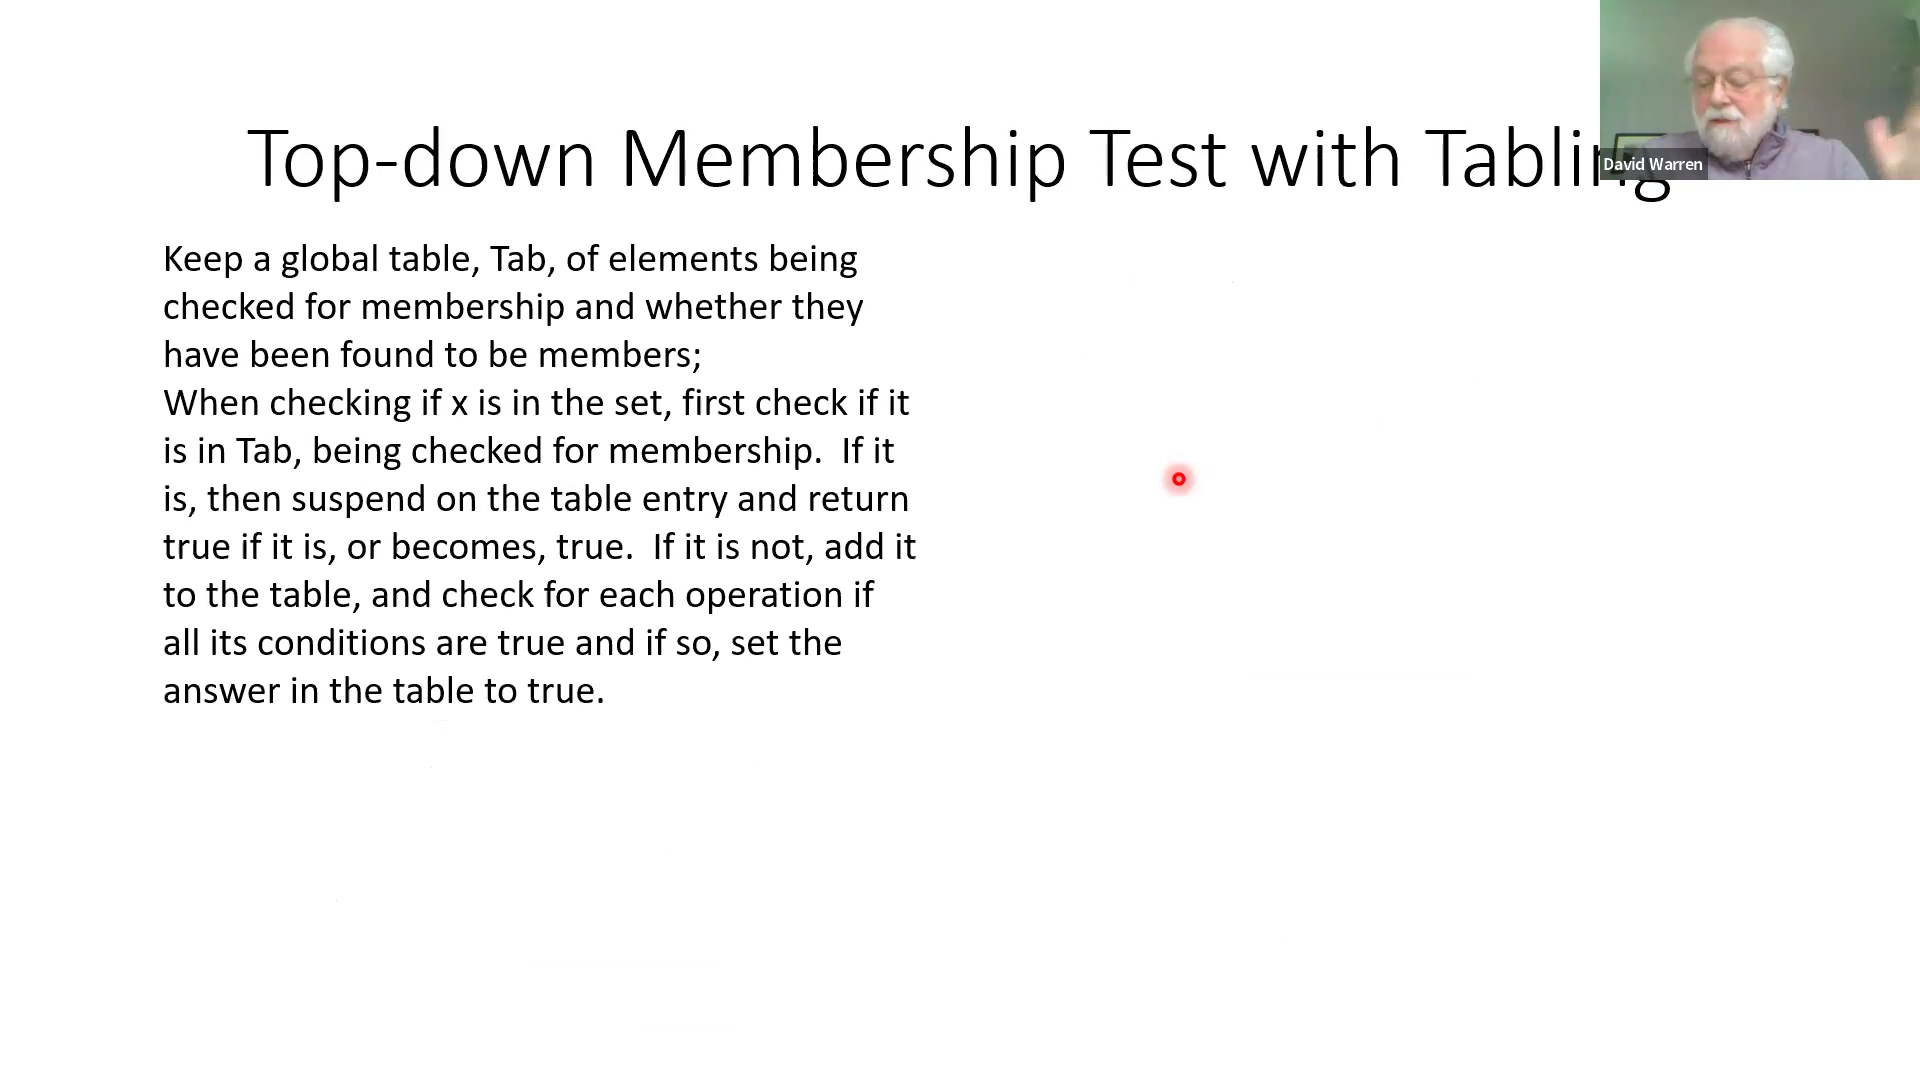 Top-down Membership Test with Tabling
David Warren
Keep a global table, Tab, of elements being
checked for membership and whether they
have been found to be members;
When checking if x is in the set, first check if it
is in Tab, being checked for membership.  If it
is, then suspend on the table entry and return
true if it is, or becomes, true.  If it is not, add it
to the table, and check for each operation if
all its conditions are true and if so, set the
answer in the table to true.